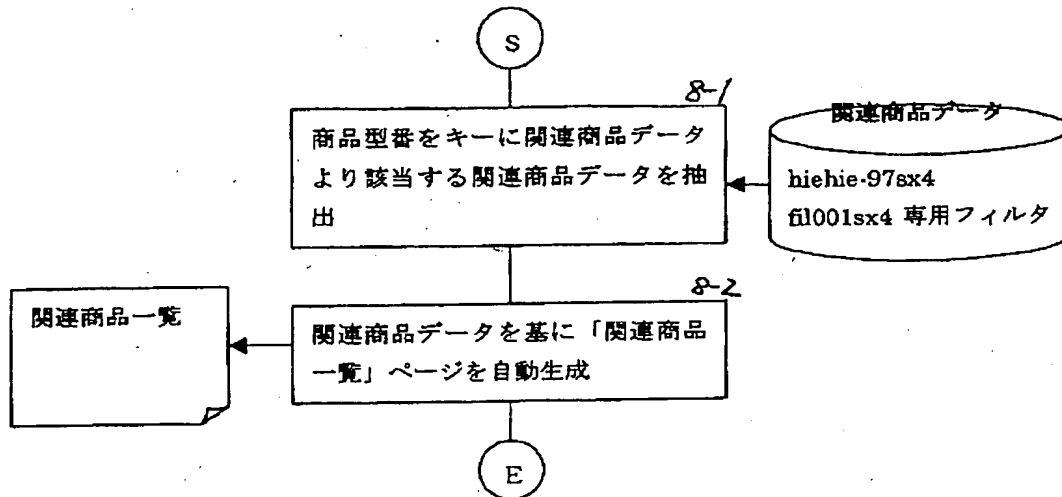 S
8-1
商品型番をキーに関連商品データ
より該当する関連商品データを抽
出
関連商品データ
hiehie-97sx4
fil001sx4 専用フィルタ
8-2
関連商品一覧
関連商品データを基に「関連商品
一覧」ページを自動生成
E